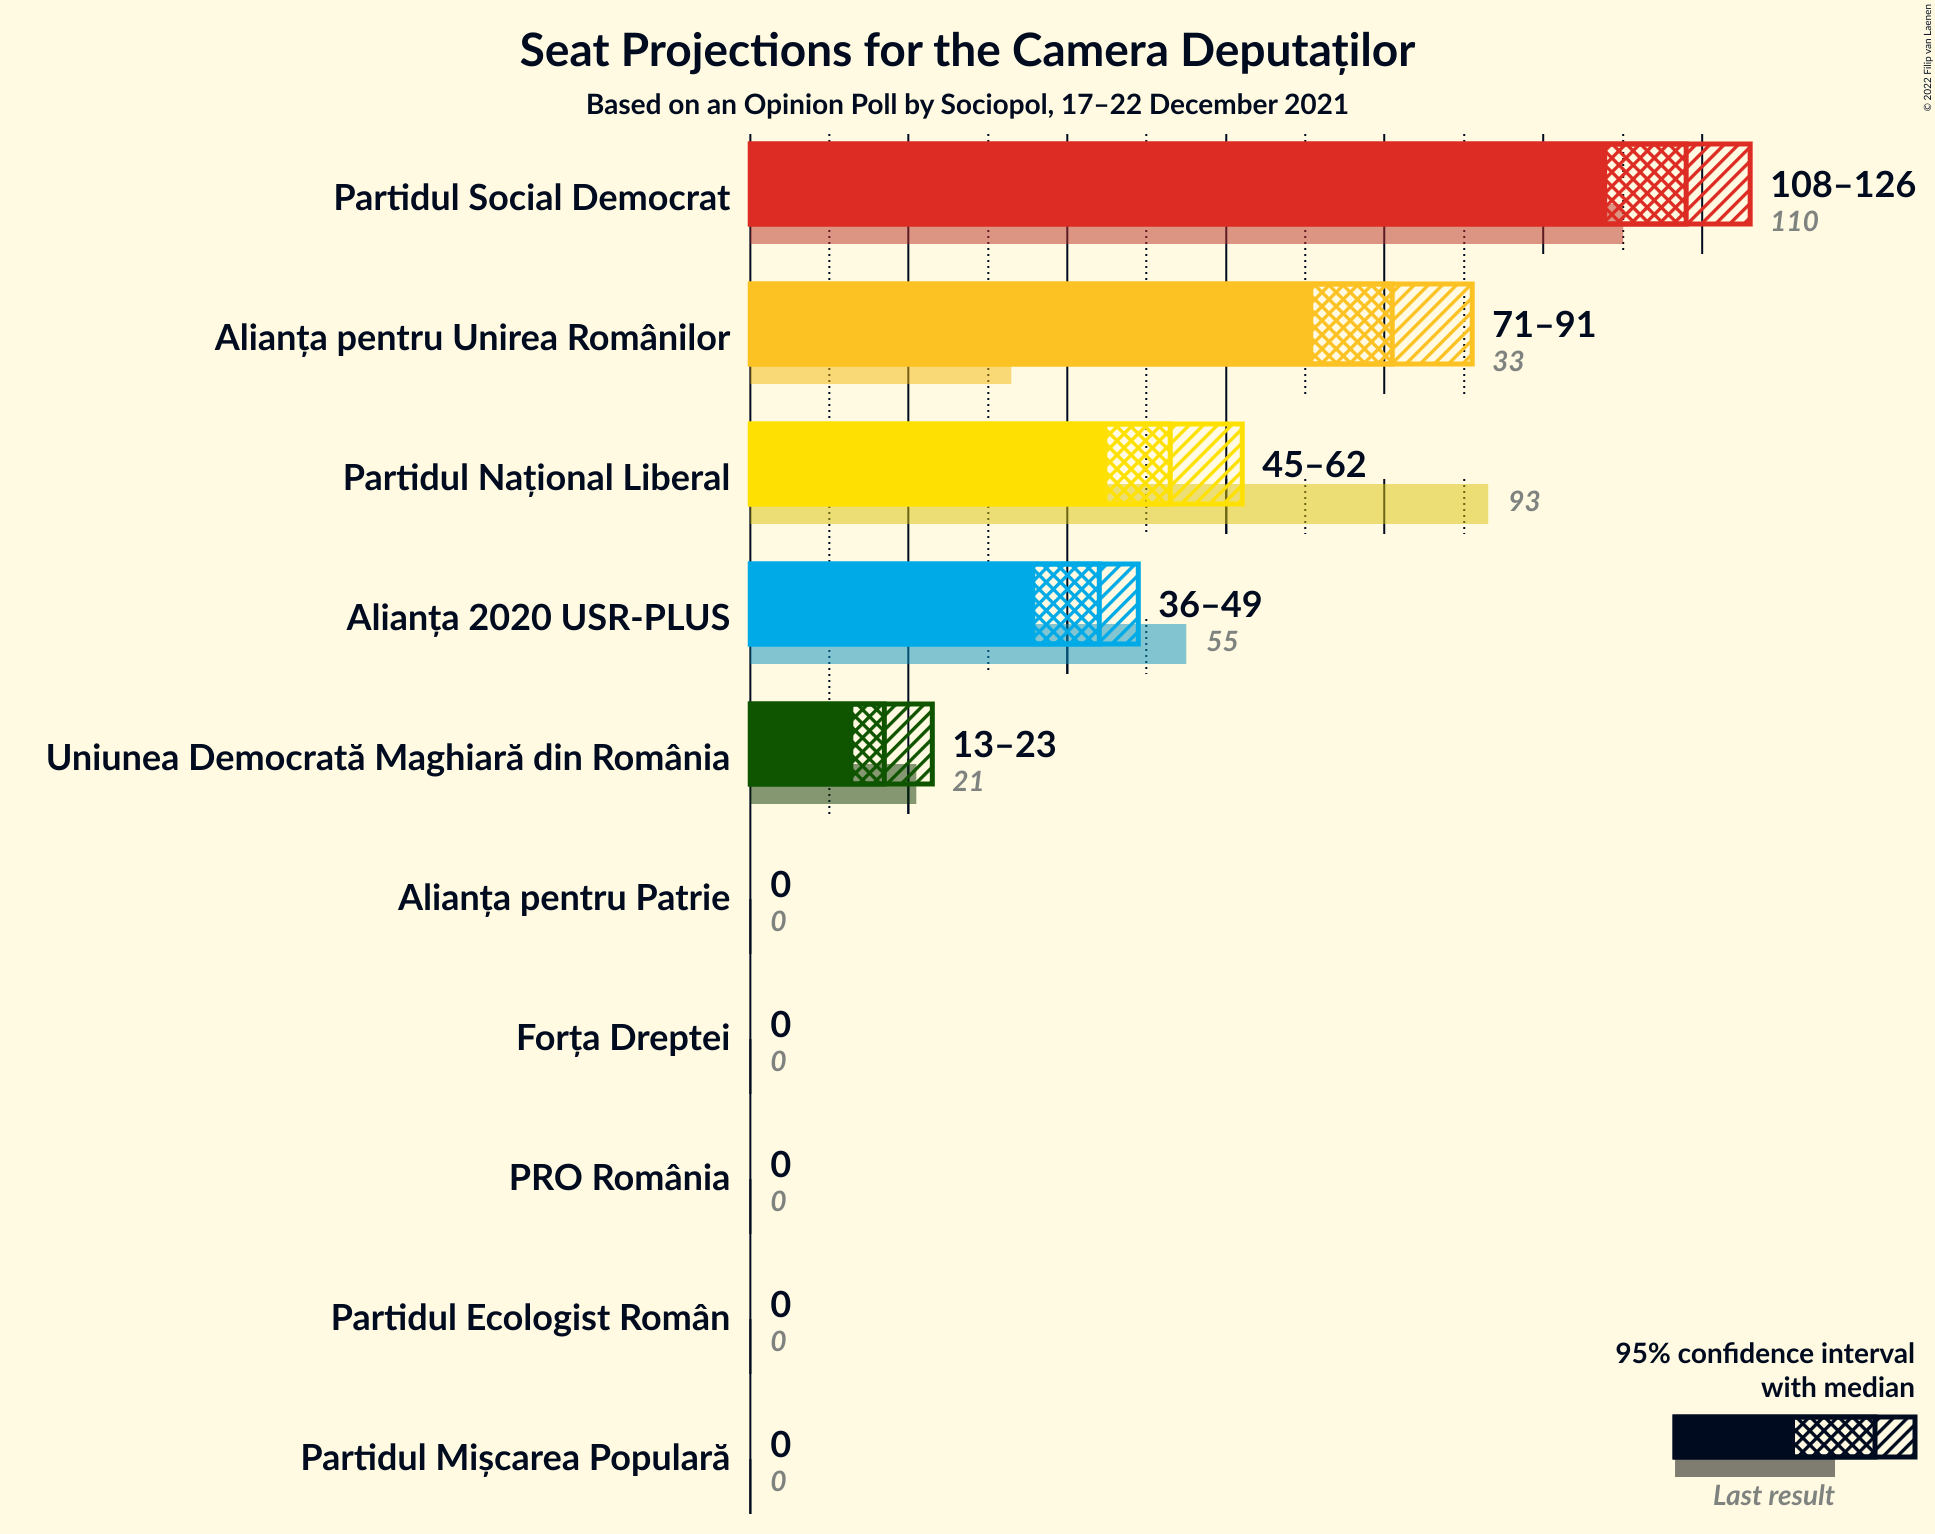 Seat Projections for the Camera Deputaților
Based on an Opinion Poll by Sociopol, 17–22 December 2021
© 2022 Filip van Laenen
Partidul Social Democrat
108–126
110
Alianța pentru Unirea Românilor
71–91
33
Partidul Național Liberal
45–62
93
Alianța 2020 USR-PLUS
36–49
55
Uniunea Democrată Maghiară din România
13–23
21
Alianța pentru Patrie
0
0
Forța Dreptei
0
0
PRO România
0
0
Partidul Ecologist Român
0
0
Partidul Mișcarea Populară
0
0
95% confidence interval
with median
Last result